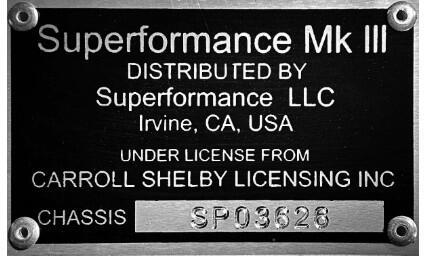 Superformance Mk III
DISTRIBUTED BY
Superformance LLC
Irvine, CA, USA
UNDER LICENSE FROM
CARROLL SHELBY LICENSING INC
CHASSIS SP03626